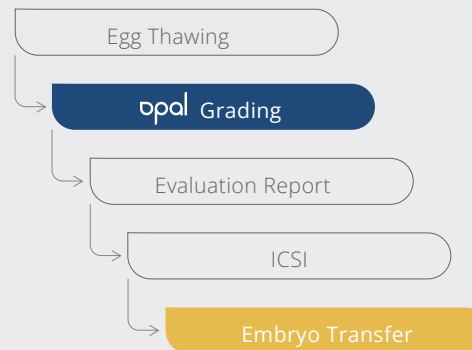 Egg Thawing
opal Grading
Evaluation Report
ICSI
Embryo Transfer